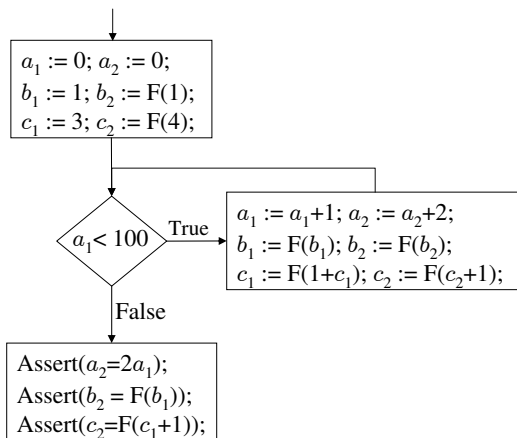 a₁ := 0; a₂ := 0;
b₁ := 1; b₂ := F(1);
c₁ := 3; c₂ := F(4);
a₁< 100
True
a₁ := a₁+1; a₂ := a₂+2;
b₁ := F(b₁); b₂ := F(b₂);
c₁ := F(1+c₁); c₂ := F(c₂+1);
False
Assert(a₂=2a₁);
Assert(b₂ = F(b₁));
Assert(c₂=F(c₁+1));